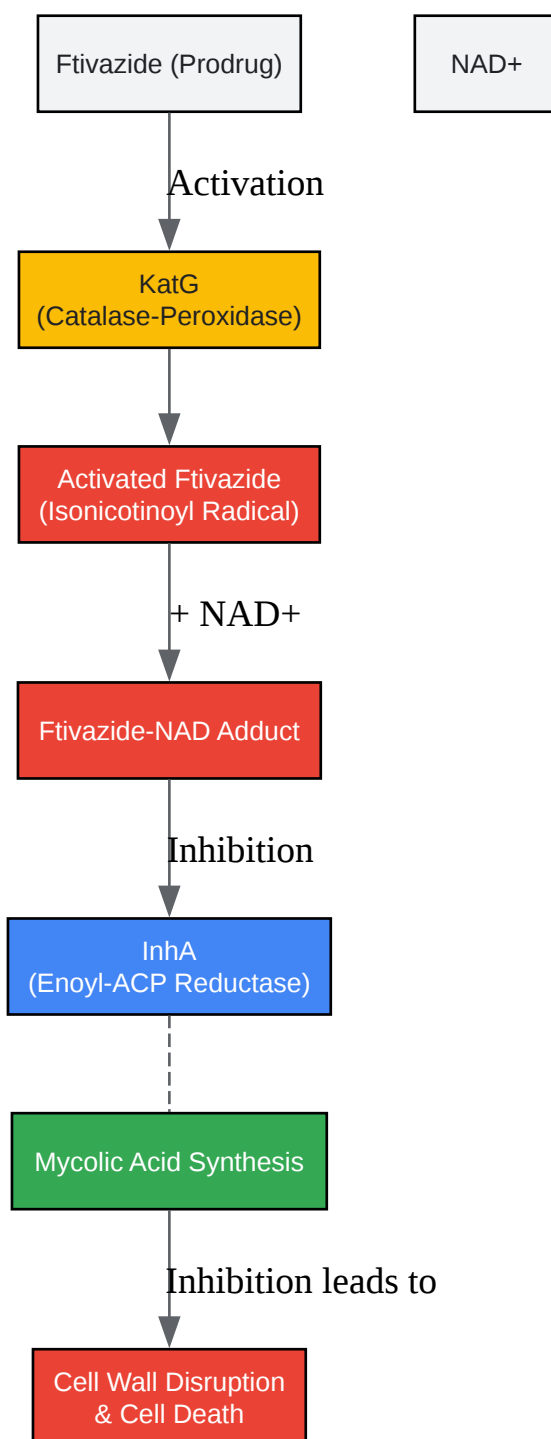 Ftivazide (Prodrug)
NAD+
Activation
KatG
(Catalase-Peroxidase)
Activated Ftivazide
(Isonicotinoyl Radical)
+ NAD+
Ftivazide-NAD Adduct
Inhibition
InhA
(Enoyl-ACP Reductase)
Mycolic Acid Synthesis
Inhibition leads to
Cell Wall Disruption
& Cell Death